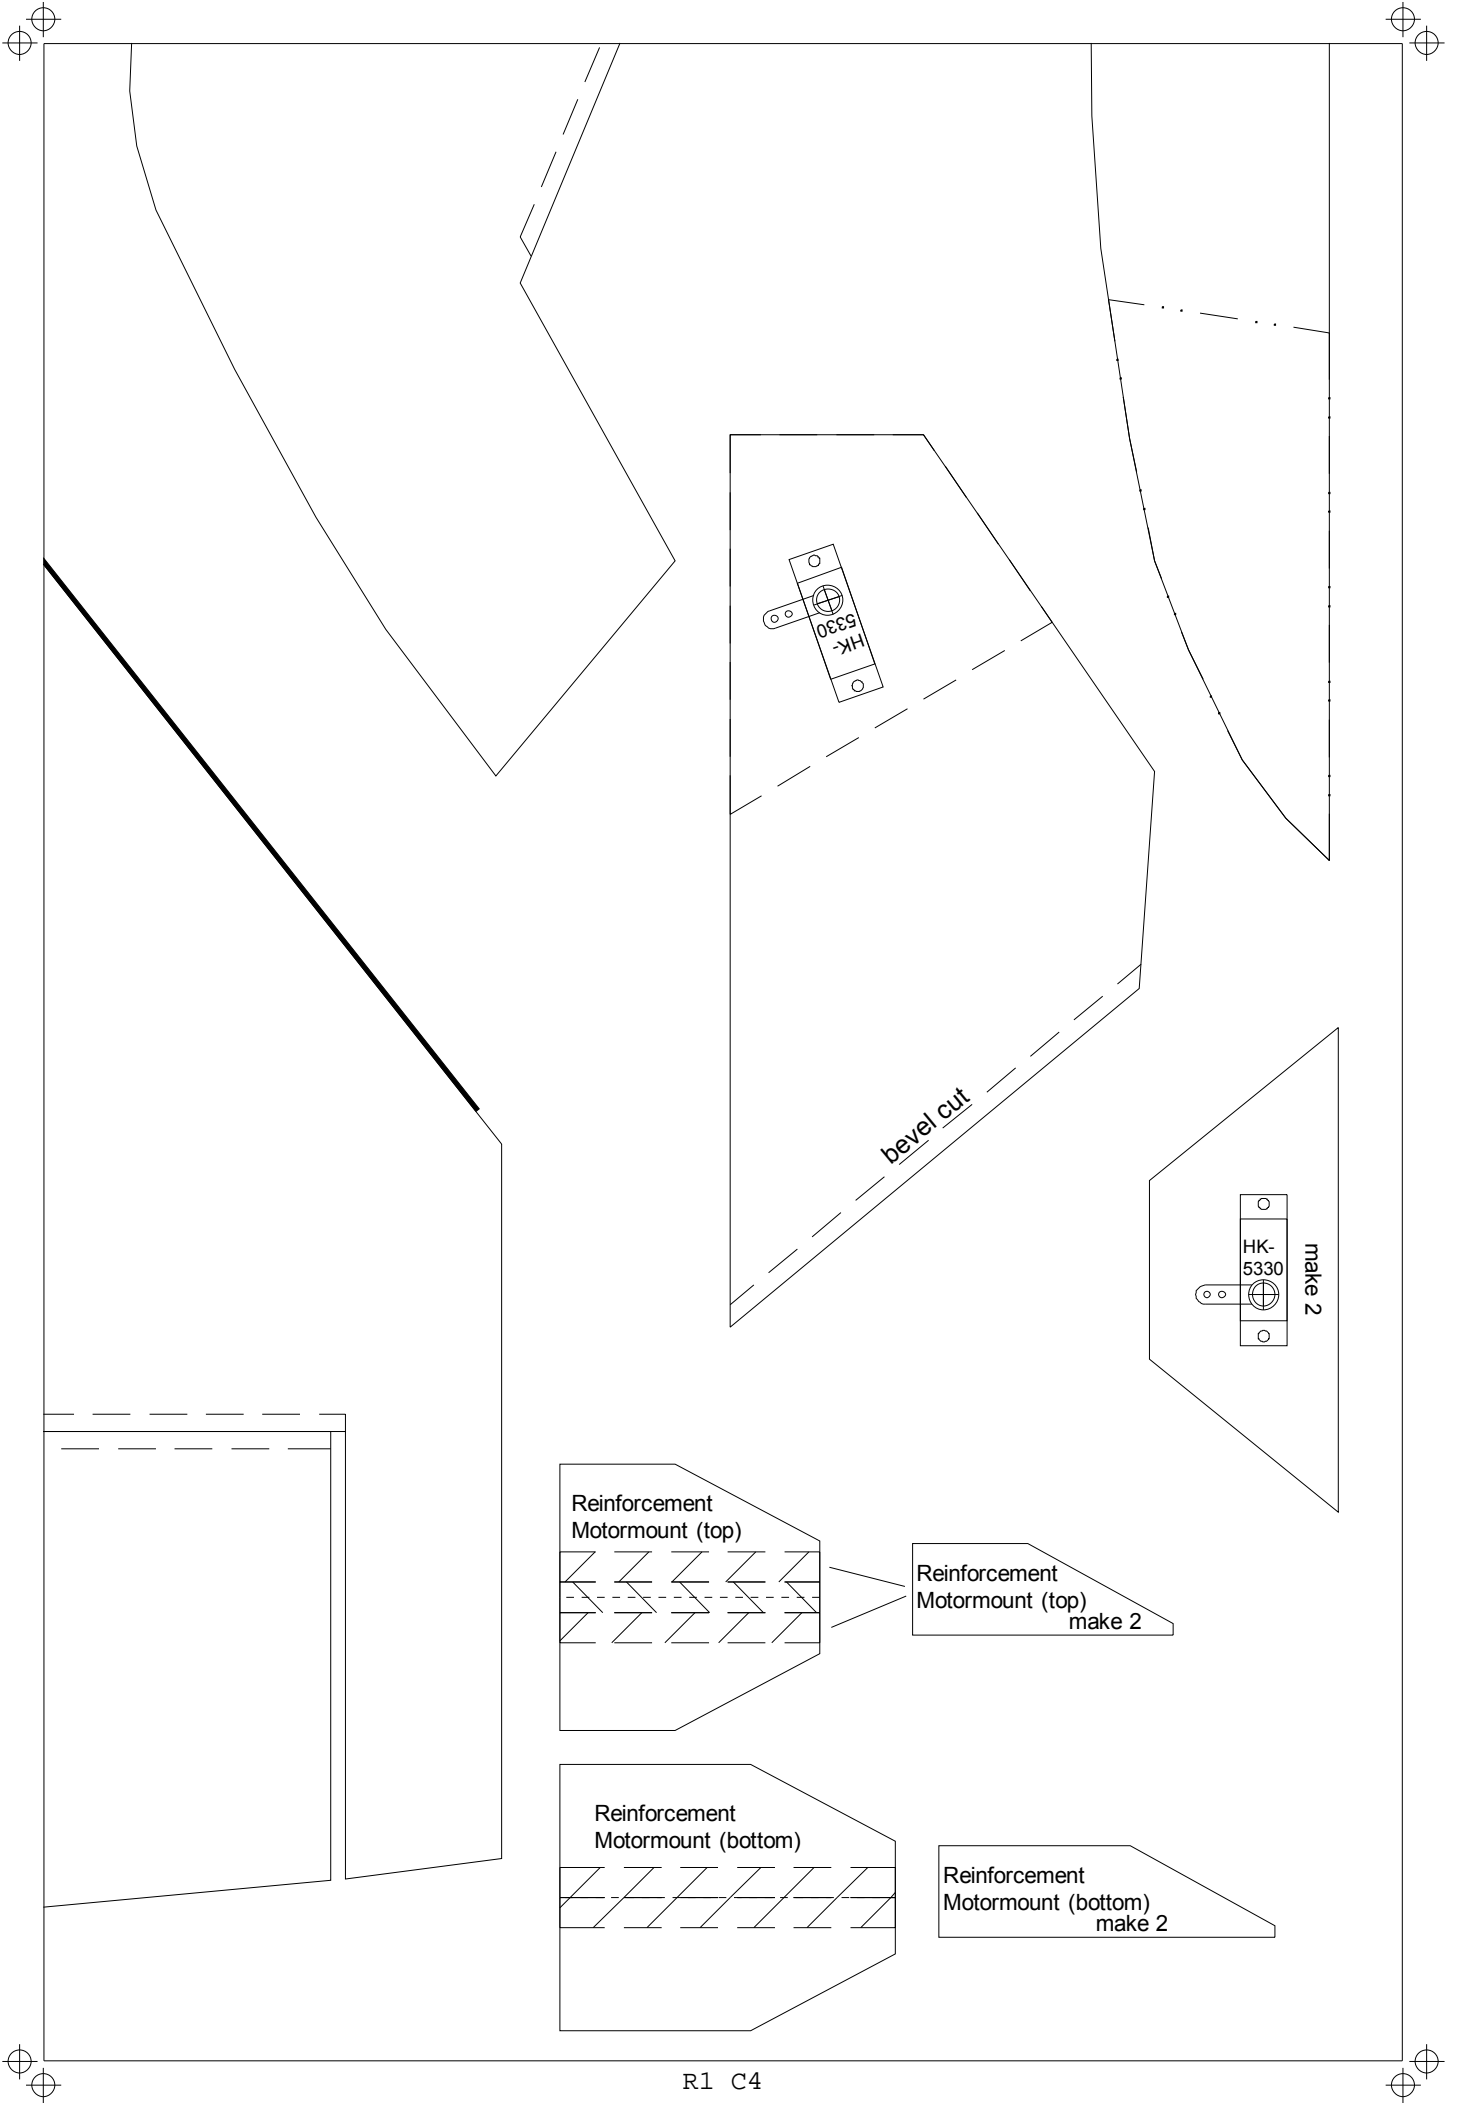 HK-
5330
bevel cut
HK-
5330
make 2
Reinforcement
Motormount (top)
Reinforcement
Motormount (top)
make 2
Reinforcement
Motormount (bottom)
Reinforcement
Motormount (bottom)
make 2
R1 C4